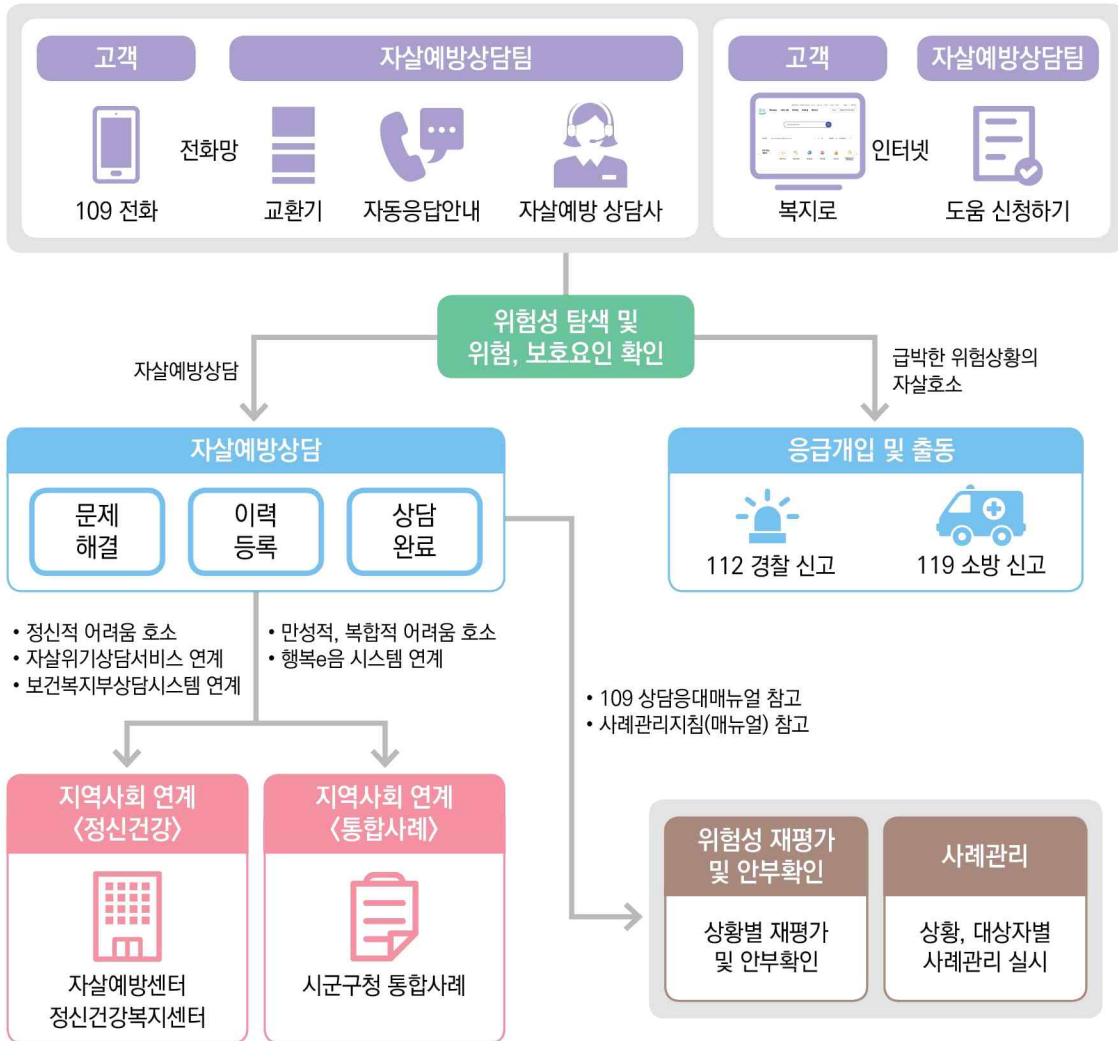 고객
자살예방상담팀
전화망
109 전화
교환기
자동응답안내
자살예방 상담사
고객
자살예방상담팀
인터넷
복지로
도움 신청하기
위험성 탐색 및
위험, 보호요인 확인
자살예방상담
급박한 위험상황의
자살호소
자살예방상담
문제
해결
이력
등록
상담
완료
응급개입 및 출동
112 경찰 신고
119 소방 신고
• 정신적 어려움 호소
• 자살위기상담서비스 연계
• 보건복지부상담시스템 연계
• 만성적, 복합적 어려움 호소
• 행복e음 시스템 연계
• 109 상담응대매뉴얼 참고
• 사례관리지침(매뉴얼) 참고
지역사회 연계
〈정신건강〉
자살예방센터
정신건강복지센터
지역사회 연계
〈통합사례〉
시군구청 통합사례
위험성 재평가
및 안부확인
상황별 재평가
및 안부확인
사례관리
상황, 대상자별
사례관리 실시